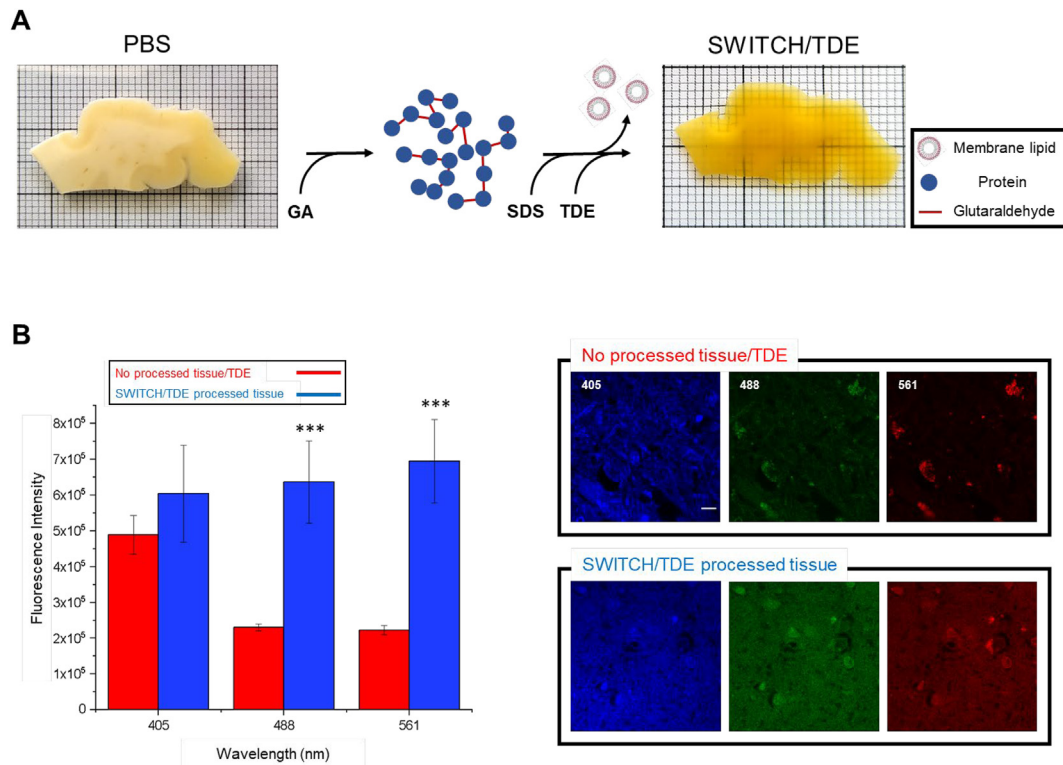 A
PBS
SWITCH/TDE
GA
SDS TDE
Membrane lipid
Protein
Glutaraldehyde
B
No processed tissue/TDE
SWITCH/TDE processed tissue
Fluorescence Intensity
8x10⁵
7x10⁵
6x10⁵
5x10⁵
4x10⁵
3x10⁵
2x10⁵
1x10⁵
0
***
***
405
488
561
Wavelength (nm)
No processed tissue/TDE
405
488
561
SWITCH/TDE processed tissue